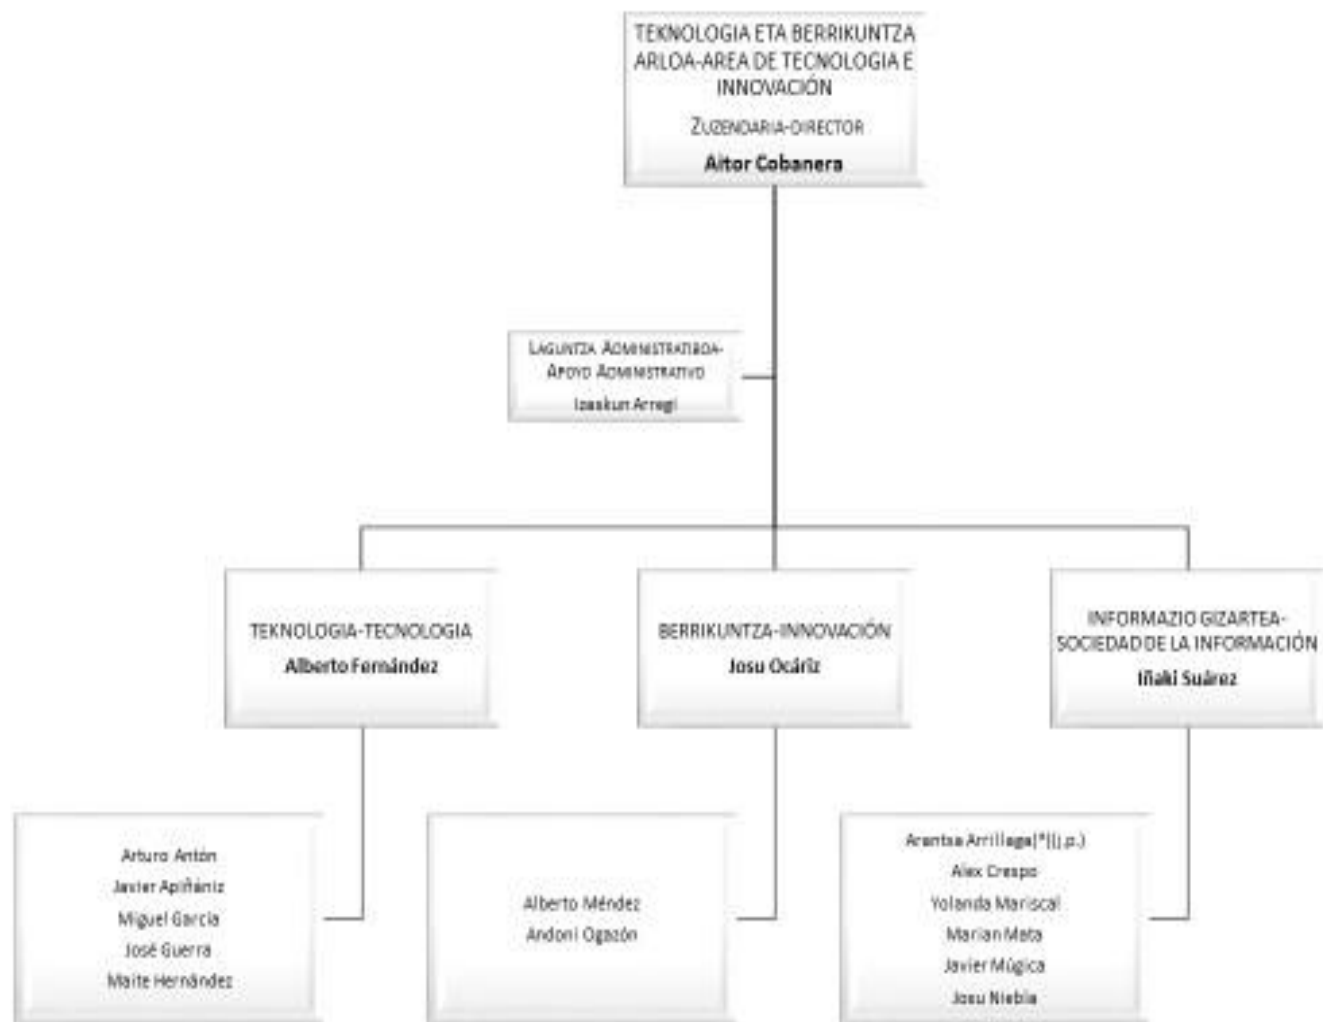 TEKNOLOGIA ETA BERRIKUNTZA
ARLOA-AREA DE TECNOLOGIA E
INNOVACIÓN
ZUZENDARIA-DIRECTOR
Aitor Cobanera
LAGUNTZA ADMINISTRATIBOA-
APOYO ADMINISTRATIVO
Izaskun Arregi
TEKNOLOGIA-TECNOLOGIA
Alberto Fernández
BERRIKUNTZA-INNOVACIÓN
Josu Ocáriz
INFORMAZIO GIZARTEA-
SOCIEDAD DE LA INFORMACIÓN
Iñaki Suárez
Arturo Antón
Javier Apiñániz
Miguel García
José Guerra
Maite Hernández
Alberto Méndez
Andoni Ogazón
Arantsa Arrillaga(*)(j.p.)
Alex Crespo
Yolanda Mariscal
Marian Mata
Javier Múgica
Josu Niebla